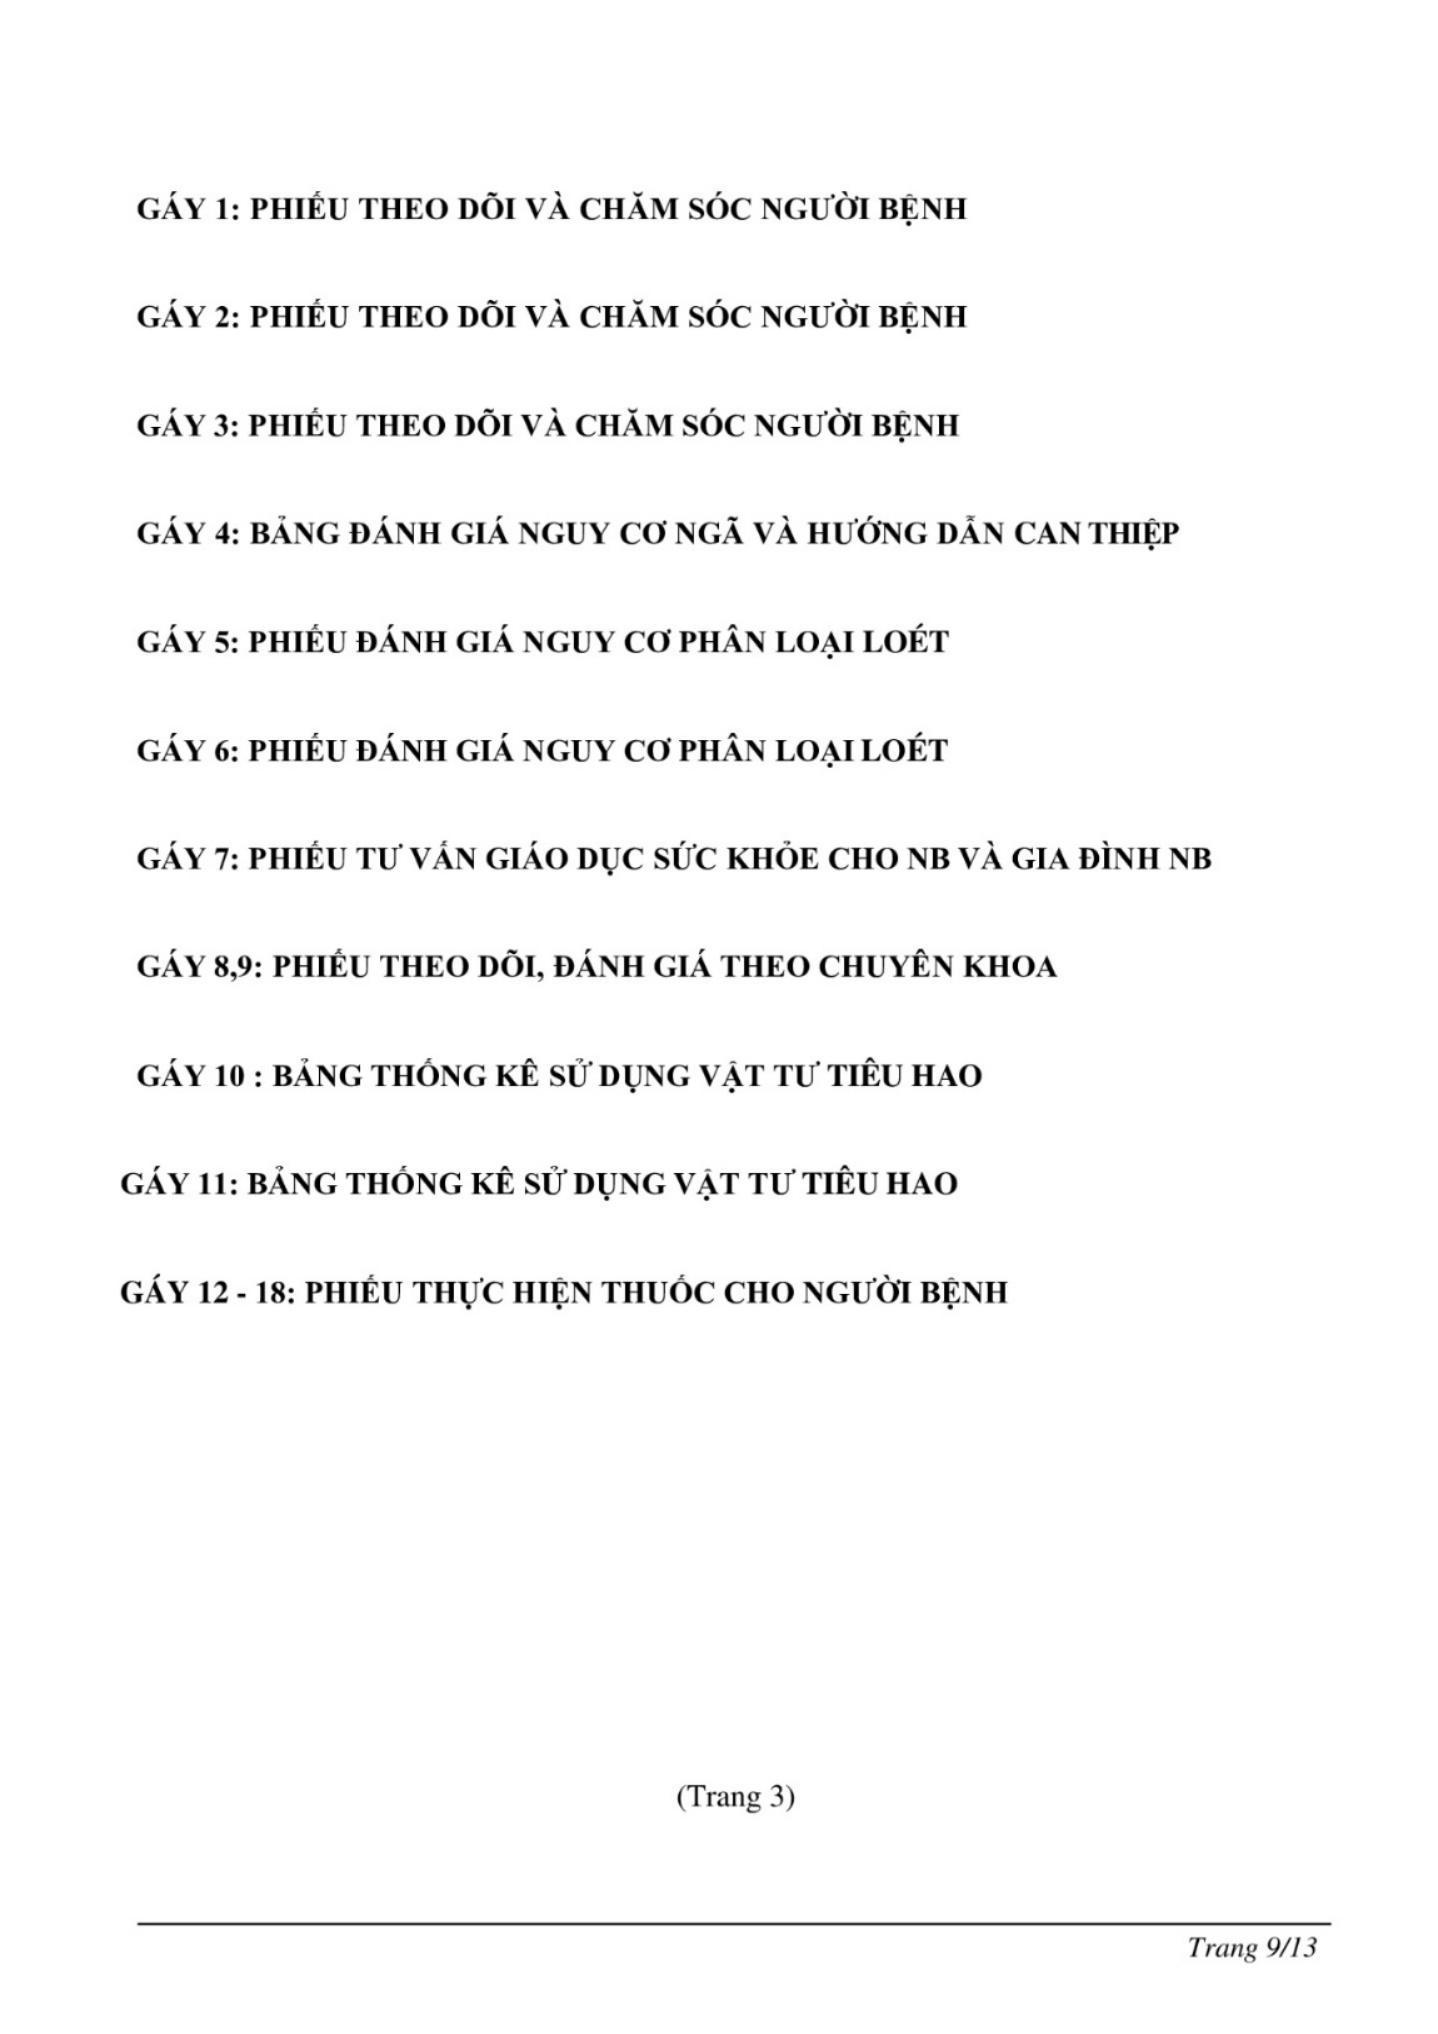 GÁY 1: PHIẾU THEO DÕI VÀ CHĂM SÓC NGƯỜI BỆNH
GÁY 2: PHIẾU THEO DÕI VÀ CHĂM SÓC NGƯỜI BỆNH
GÁY 3: PHIẾU THEO DÕI VÀ CHĂM SÓC NGƯỜI BỆNH
GÁY 4: BẢNG ĐÁNH GIÁ NGUY CƠ NGÃ VÀ HƯỚNG DẪN CAN THIỆP
GÁY 5: PHIẾU ĐÁNH GIÁ NGUY CƠ PHÂN LOẠI LOÉT
GÁY 6: PHIẾU ĐÁNH GIÁ NGUY CƠ PHÂN LOẠI LOÉT
GÁY 7: PHIẾU TƯ VẤN GIÁO DỤC SỨC KHỎE CHO NB VÀ GIA ĐÌNH NB
GÁY 8,9: PHIẾU THEO DÕI, ĐÁNH GIÁ THEO CHUYÊN KHOA
GÁY 10 : BẢNG THỐNG KÊ SỬ DỤNG VẬT TƯ TIÊU HAO
GÁY 11: BẢNG THỐNG KÊ SỬ DỤNG VẬT TƯ TIÊU HAO
GÁY 12 - 18: PHIẾU THỰC HIỆN THUỐC CHO NGƯỜI BỆNH
(Trang 3)
Trang 9/13